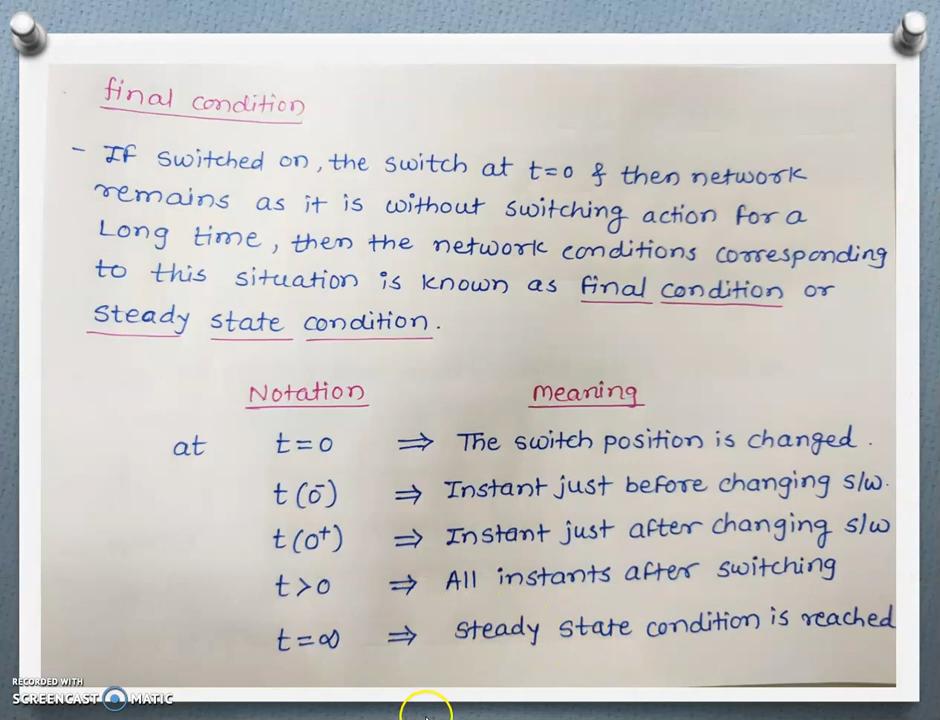 final condition
- If switched on, the switch at t=0 & then network
remains as it is without switching action for a
Long time, then the network conditions corresponding
to this situation is known as final condition or
steady state condition.
Notation Meaning
at t=0 ⇒ The switch position is changed.
t(0⁻) ⇒ Instant just before changing s/w.
t(0⁺) ⇒ Instant just after changing s/w
t>0 ⇒ All instants after switching
t=∞ ⇒ Steady state condition is reached
RECORDED WITH
SCREENCAST MATIC